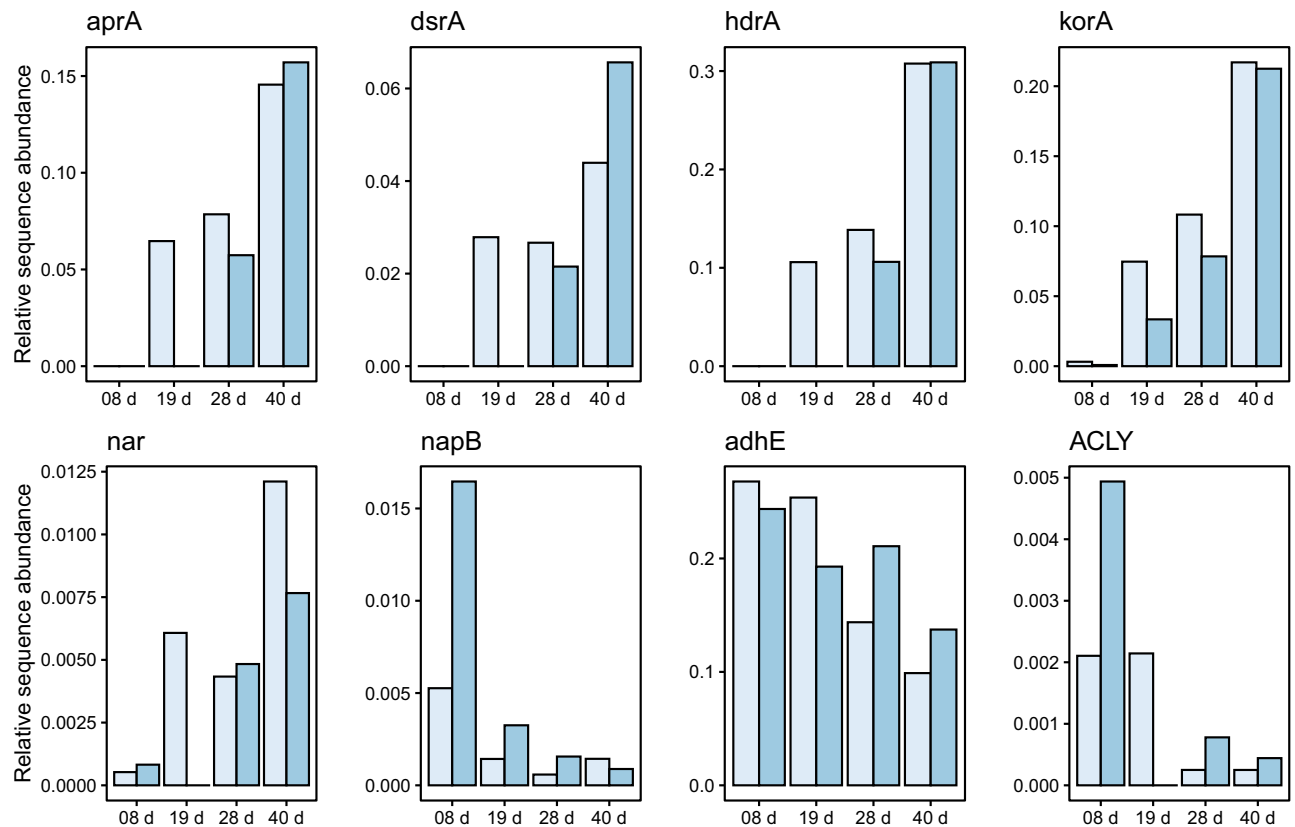 aprA dsrA hdrA korA
Relative sequence abundance
0.15 0.10 0.05 0.00
0.06 0.04 0.02 0.00
0.3 0.2 0.1 0.0
0.20 0.15 0.10 0.05 0.00
08 d 19 d 28 d 40 d 08 d 19 d 28 d 40 d 08 d 19 d 28 d 40 d 08 d 19 d 28 d 40 d
nar napB adhE ACLY
Relative sequence abundance
0.0125 0.0100 0.0075 0.0050 0.0025 0.0000
0.015 0.010 0.005 0.000
0.2 0.1 0.0
0.005 0.004 0.003 0.002 0.001 0.000
08 d 19 d 28 d 40 d 08 d 19 d 28 d 40 d 08 d 19 d 28 d 40 d 08 d 19 d 28 d 40 d